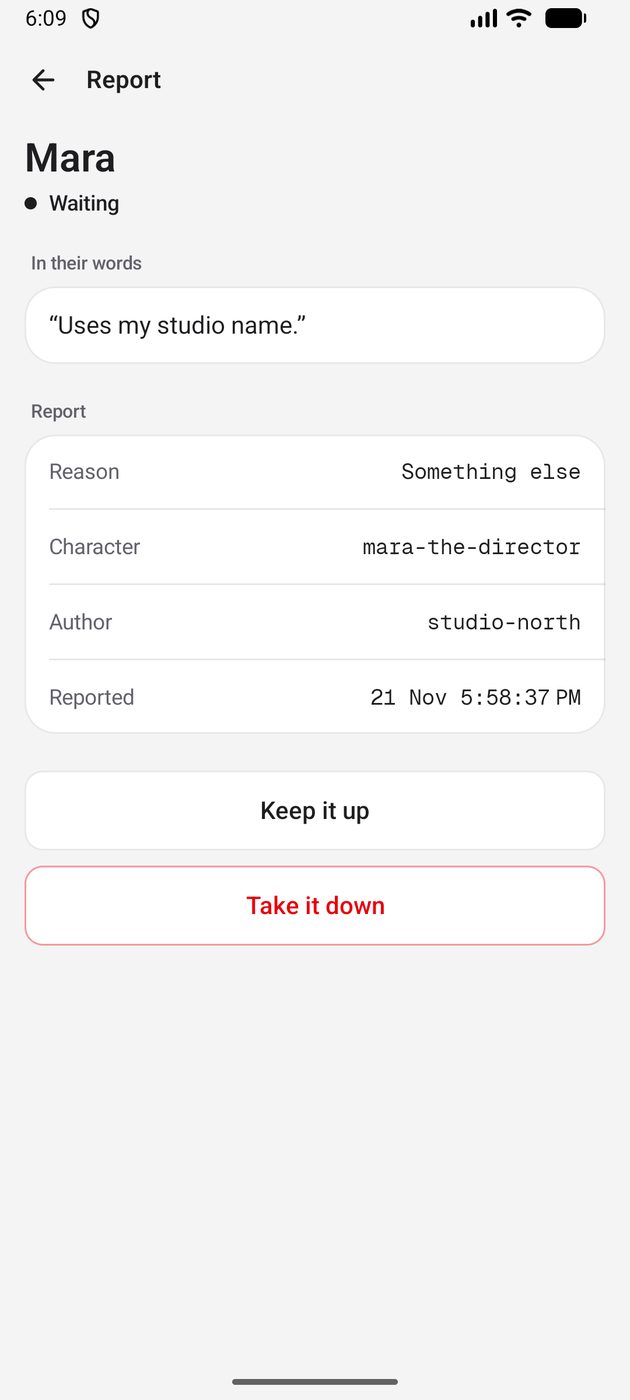 6:09
Report
Mara
Waiting
In their words
“Uses my studio name.”
Report
Reason Something else
Character mara-the-director
Author studio-north
Reported 21 Nov 5:58:37 PM
Keep it up
Take it down